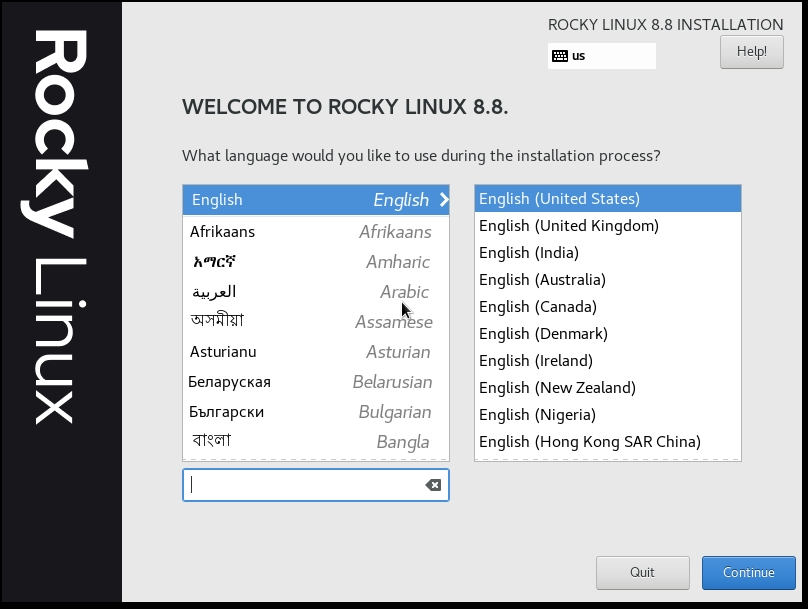 Rocky Linux
ROCKY LINUX 8.8 INSTALLATION
us
Help!
WELCOME TO ROCKY LINUX 8.8.
What language would you like to use during the installation process?
English English
Afrikaans Afrikaans
አማርኛ Amharic
العربية Arabic
অসমীয়া Assamese
Asturianu Asturian
Беларуская Belarusian
Български Bulgarian
বাংলা Bangla
English (United States)
English (United Kingdom)
English (India)
English (Australia)
English (Canada)
English (Denmark)
English (Ireland)
English (New Zealand)
English (Nigeria)
English (Hong Kong SAR China)
Quit
Continue